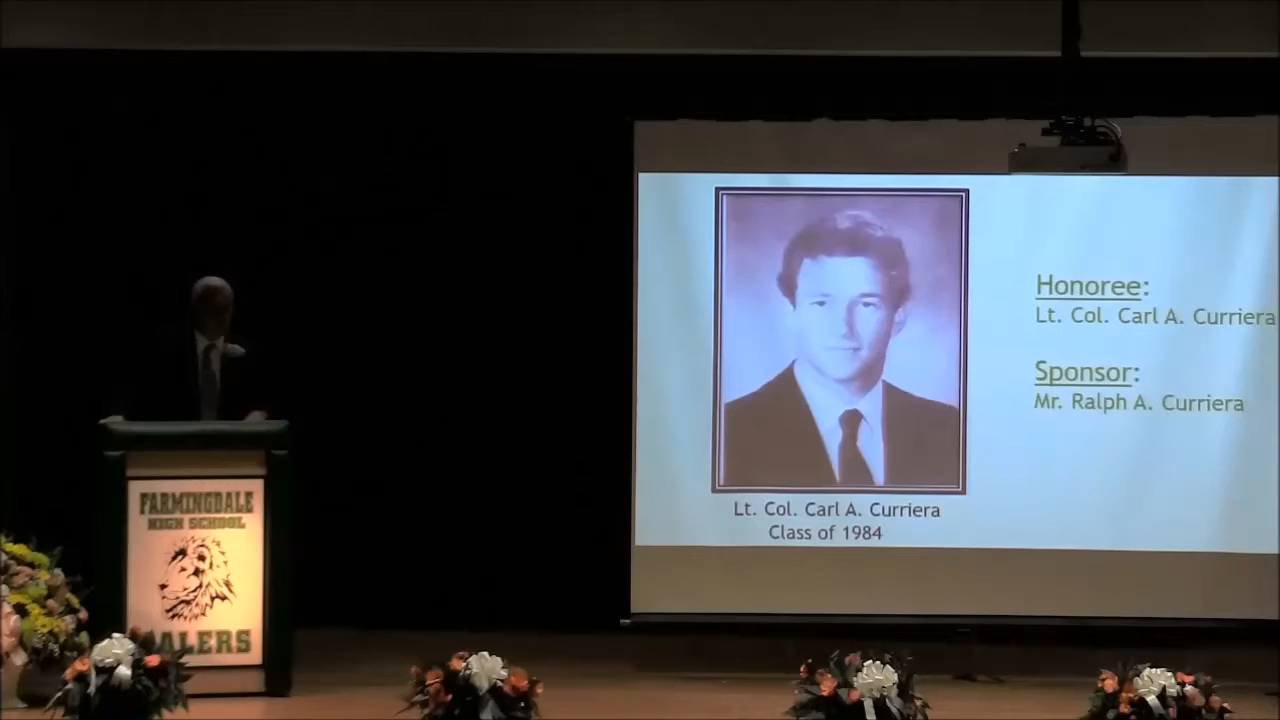 Honoree:
Lt. Col. Carl A. Curriera
Sponsor:
Mr. Ralph A. Curriera
Lt. Col. Carl A. Curriera
Class of 1984
FARMINGDALE
HIGH SCHOOL